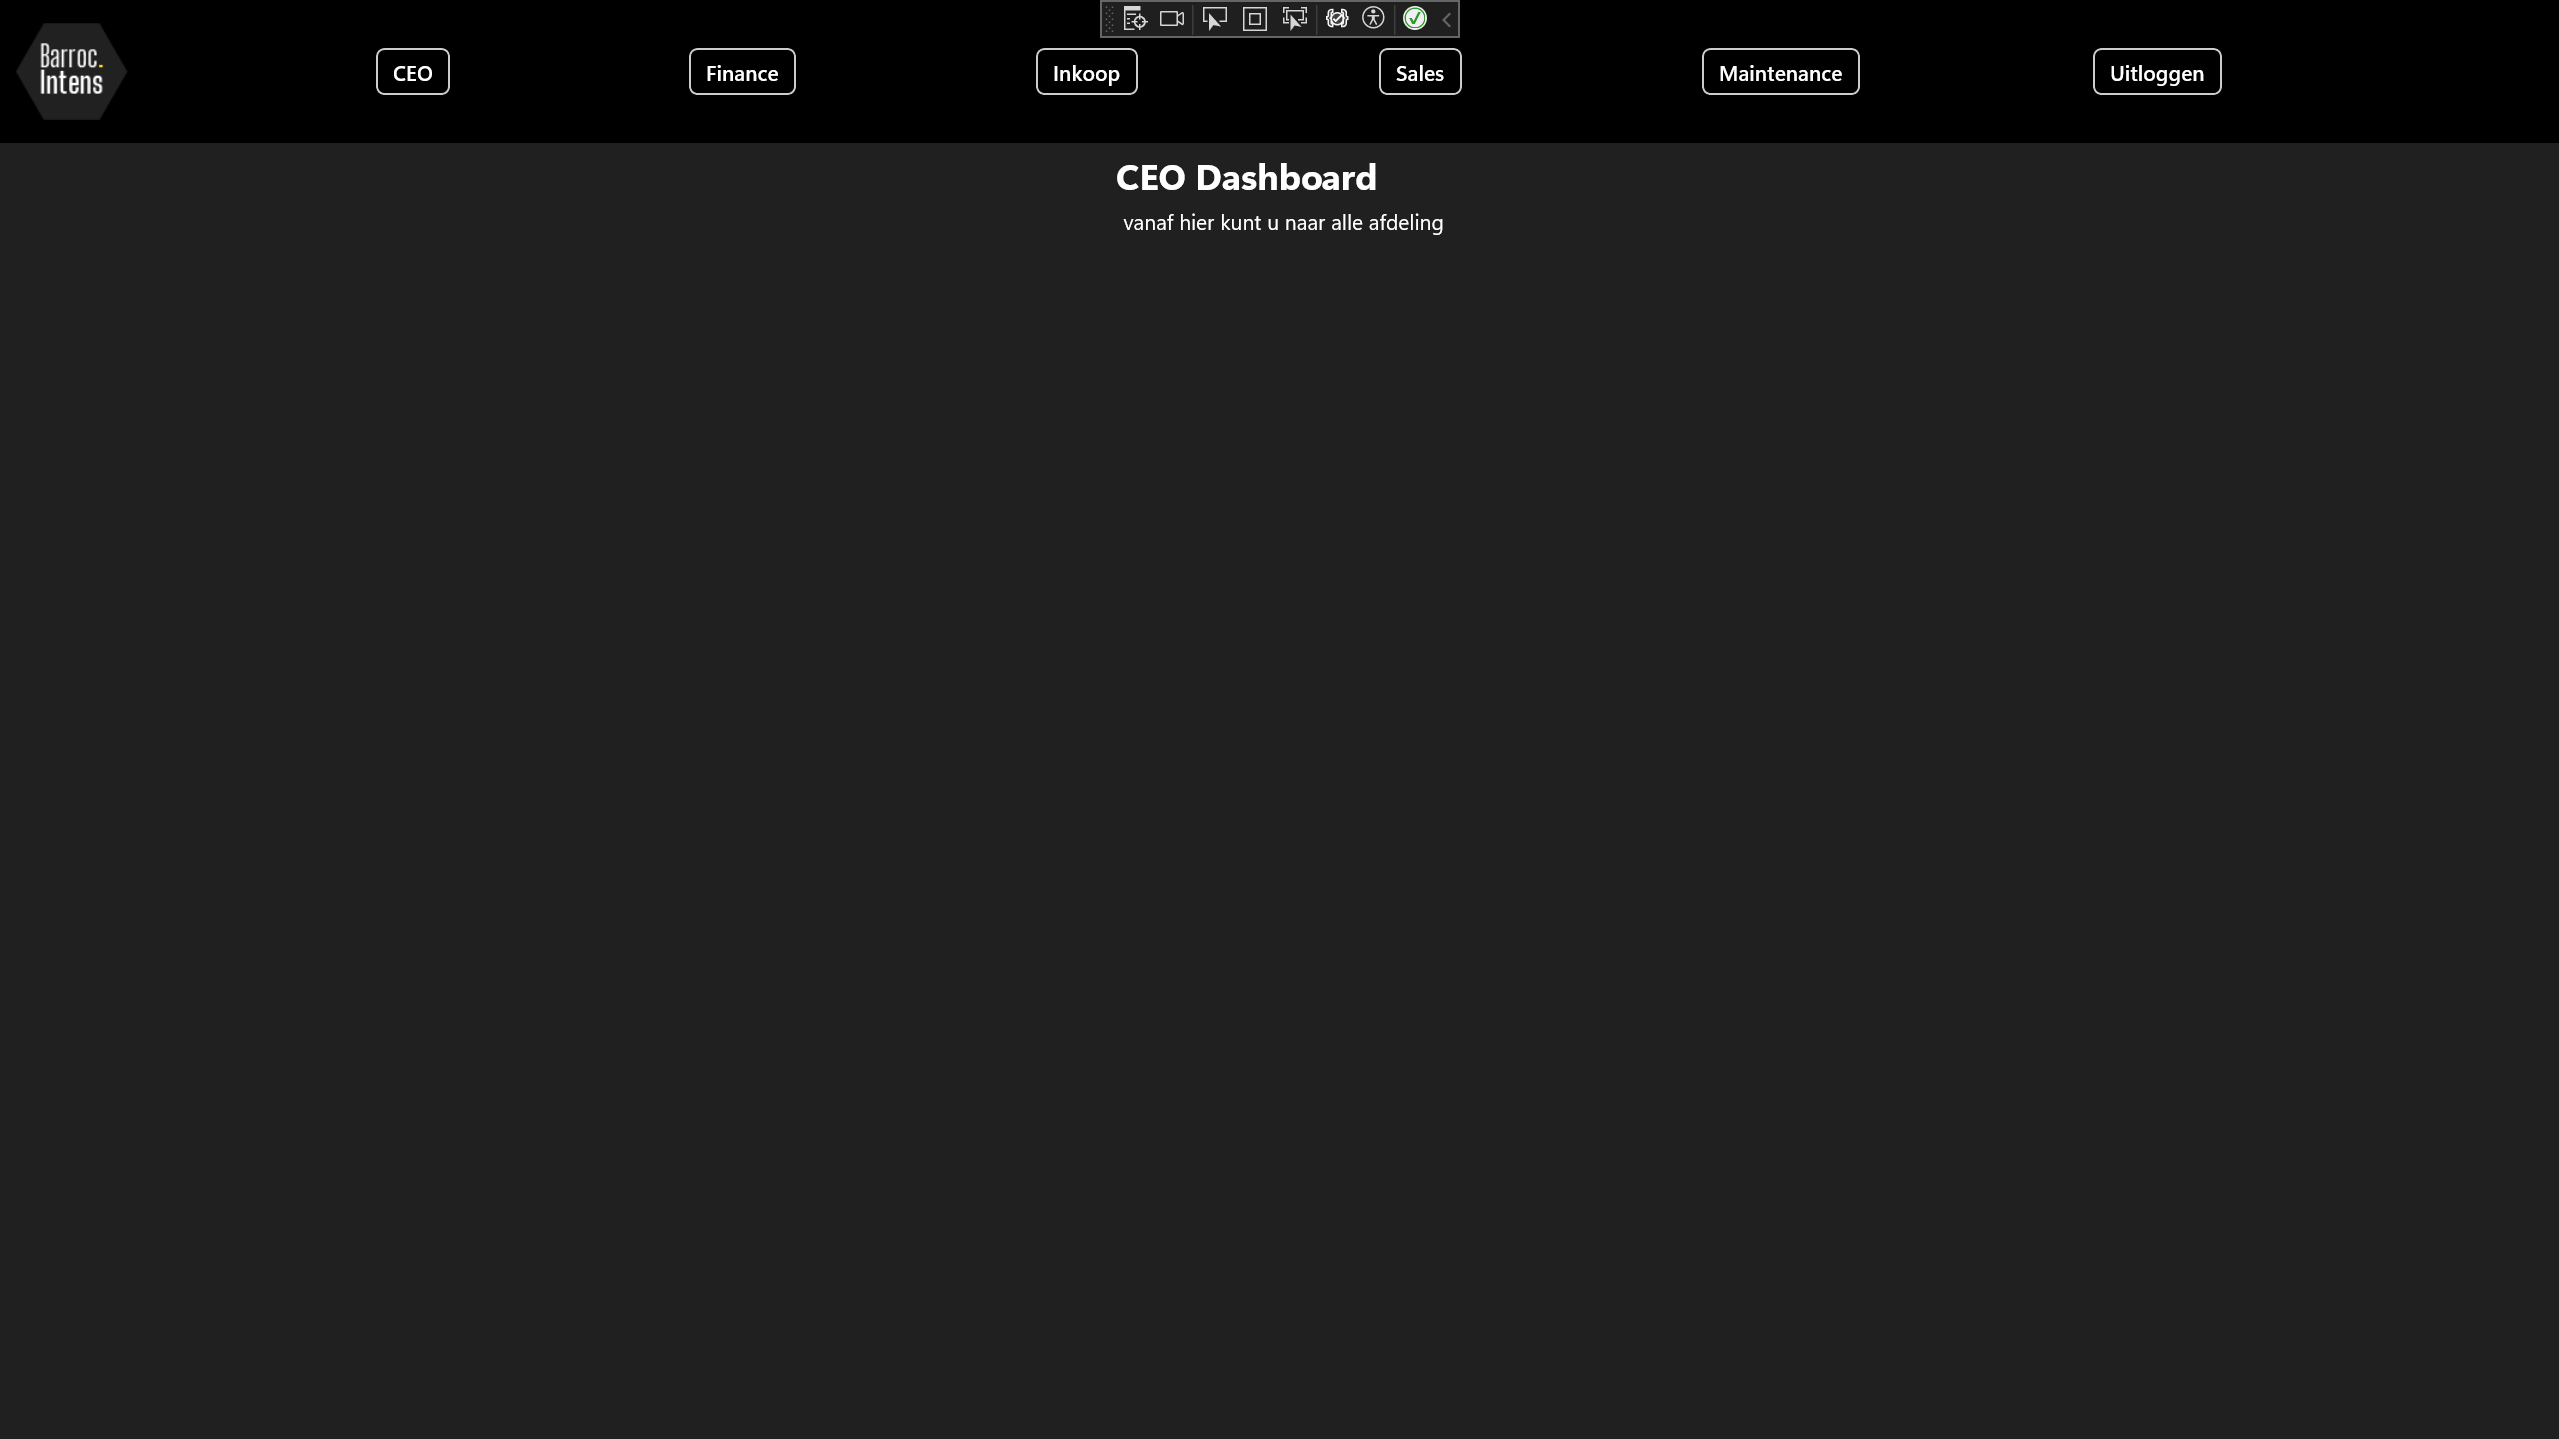 Barroc.
Intens
CEO
Finance
Inkoop
Sales
Maintenance
Uitloggen
CEO Dashboard
vanaf hier kunt u naar alle afdeling